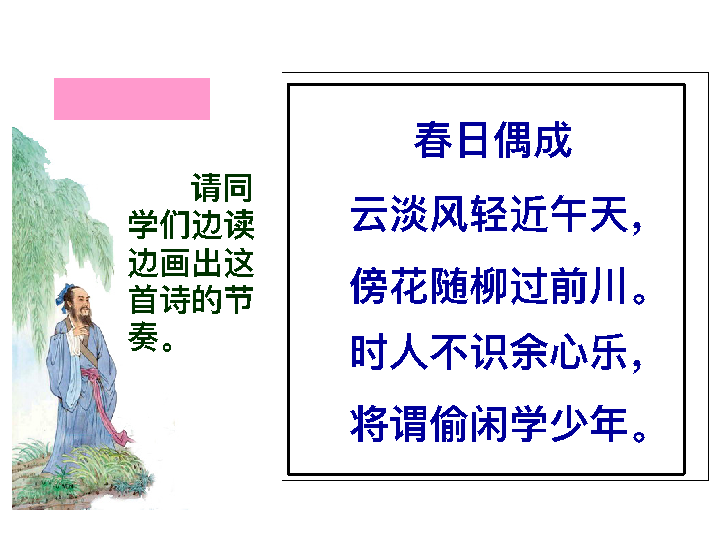 请同
学们边读
边画出这
首诗的节
奏。
春日偶成
云淡风轻近午天，
傍花随柳过前川。
时人不识余心乐，
将谓偷闲学少年。